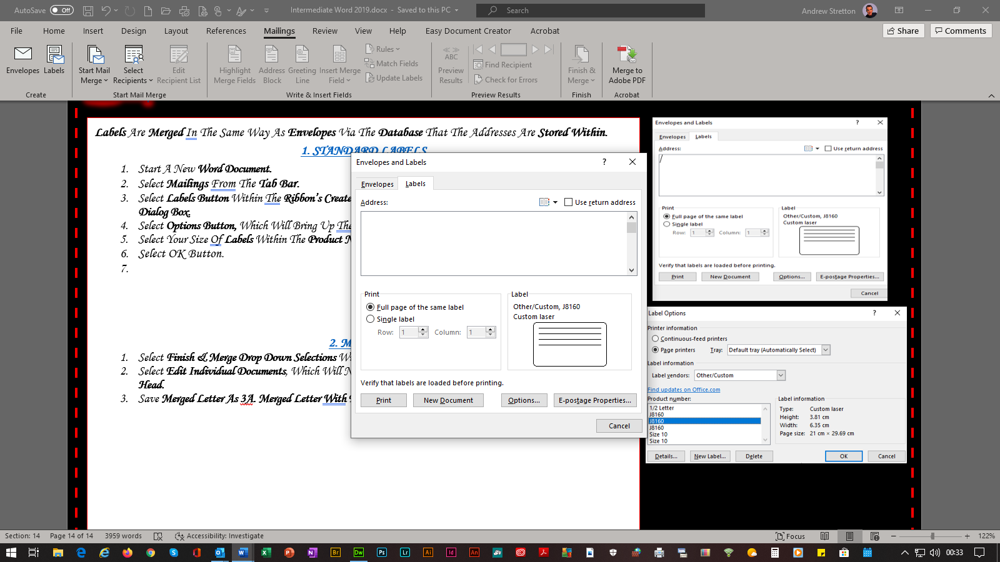 AutoSave Off Intermediate Word 2019.docx - Saved to this PC Search Andrew Stretton
File Home Insert Design Layout References Mailings Review View Help Easy Document Creator Acrobat Share Comments
Envelopes Labels Start Mail Merge Select Recipients Edit Recipient List Highlight Merge Fields Address Block Greeting Line Insert Merge Field Rules Match Fields Update Labels ABC Preview Results Find Recipient Check for Errors Finish & Merge Merge to Adobe PDF
Create Start Mail Merge Write & Insert Fields Preview Results Finish Acrobat
Labels Are Merged In The Same Way As Envelopes Via The Database That The Addresses Are Stored Within.
1. STANDARD LABELS
1. Start A New Word Document.
2. Select Mailings From The Tab Bar.
3. Select Labels Button Within The Ribbon's Create
Dialog Box.
4. Select Options Button, Which Will Bring Up The
5. Select Your Size Of Labels Within The Product N
6. Select OK Button.
7.
2. M
1. Select Finish & Merge Drop Down Selections Wi
2. Select Edit Individual Documents, Which Will N
Head.
3. Save Merged Letter As 3A. Merged Letter With
Envelopes and Labels ?
Envelopes Labels
Address: Use return address
Print
Full page of the same label
Single label
Row: 1 Column: 1
Label
Other/Custom, J8160
Custom laser
Verify that labels are loaded before printing.
Print New Document Options... E-postage Properties...
Cancel
Envelopes and Labels ?
Envelopes Labels
Address: Use return address
/
Print
Full page of the same label
Single label
Row: 1 Column: 1
Label
Other/Custom, J8160
Custom laser
Verify that labels are loaded before printing.
Print New Document Options... E-postage Properties...
Cancel
Label Options ?
Printer information
Continuous-feed printers
Page printers Tray: Default tray (Automatically Select)
Label information
Label vendors: Other/Custom
Find updates on Office.com
Product number:
1/2 Letter
J8160
J8160
J8160
Size 10
Size 10
Label information
Type: Custom laser
Height: 3.81 cm
Width: 6.35 cm
Page size: 21 cm × 29.69 cm
Details... New Label... Delete OK Cancel
Section: 14 Page 14 of 14 3959 words Accessibility: Investigate Focus 122%
Br Dw Ps Lr Ai Id An 00:33